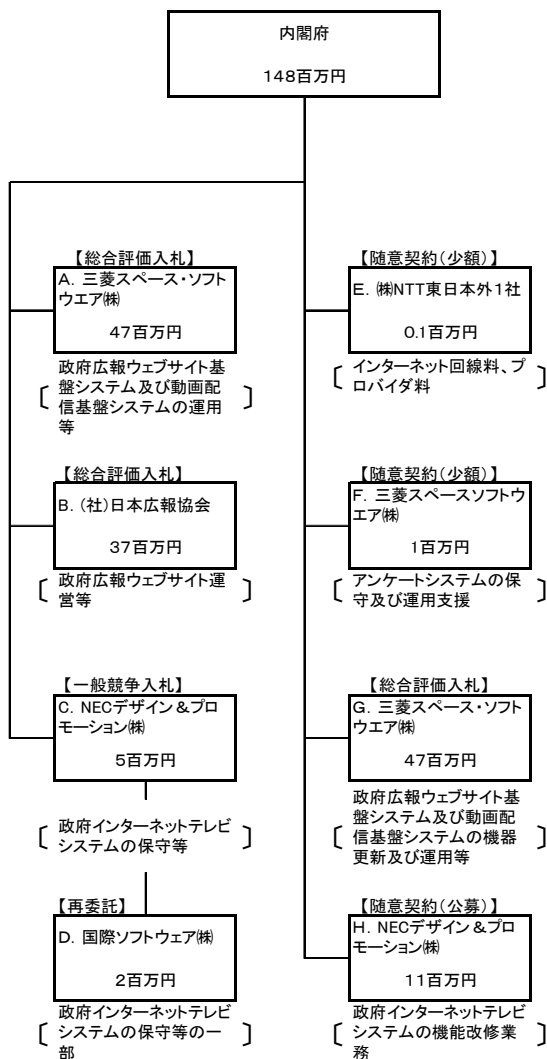 内閣府
148百万円
【総合評価入札】
A. 三菱スペース・ソフト
ウエア㈱
47百万円
政府広報ウェブサイト基
盤システム及び動画配
信基盤システムの運用
等
【総合評価入札】
B. (社)日本広報協会
37百万円
政府広報ウェブサイト運
営等
【一般競争入札】
C. NECデザイン＆プロ
モーション㈱
5百万円
政府インターネットテレビ
システムの保守等
【再委託】
D. 国際ソフトウェア㈱
2百万円
政府インターネットテレビ
システムの保守等の一
部
【随意契約(少額)】
E. ㈱NTT東日本外1社
0.1百万円
インターネット回線料、プ
ロバイダ料
【随意契約(少額)】
F. 三菱スペースソフトウ
エア㈱
1百万円
アンケートシステムの保
守及び運用支援
【総合評価入札】
G. 三菱スペース・ソフト
ウエア㈱
47百万円
政府広報ウェブサイト基
盤システム及び動画配
信基盤システムの機器
更新及び運用等
【随意契約(公募)】
H. NECデザイン＆プロ
モーション㈱
11百万円
政府インターネットテレビ
システムの機能改修業
務